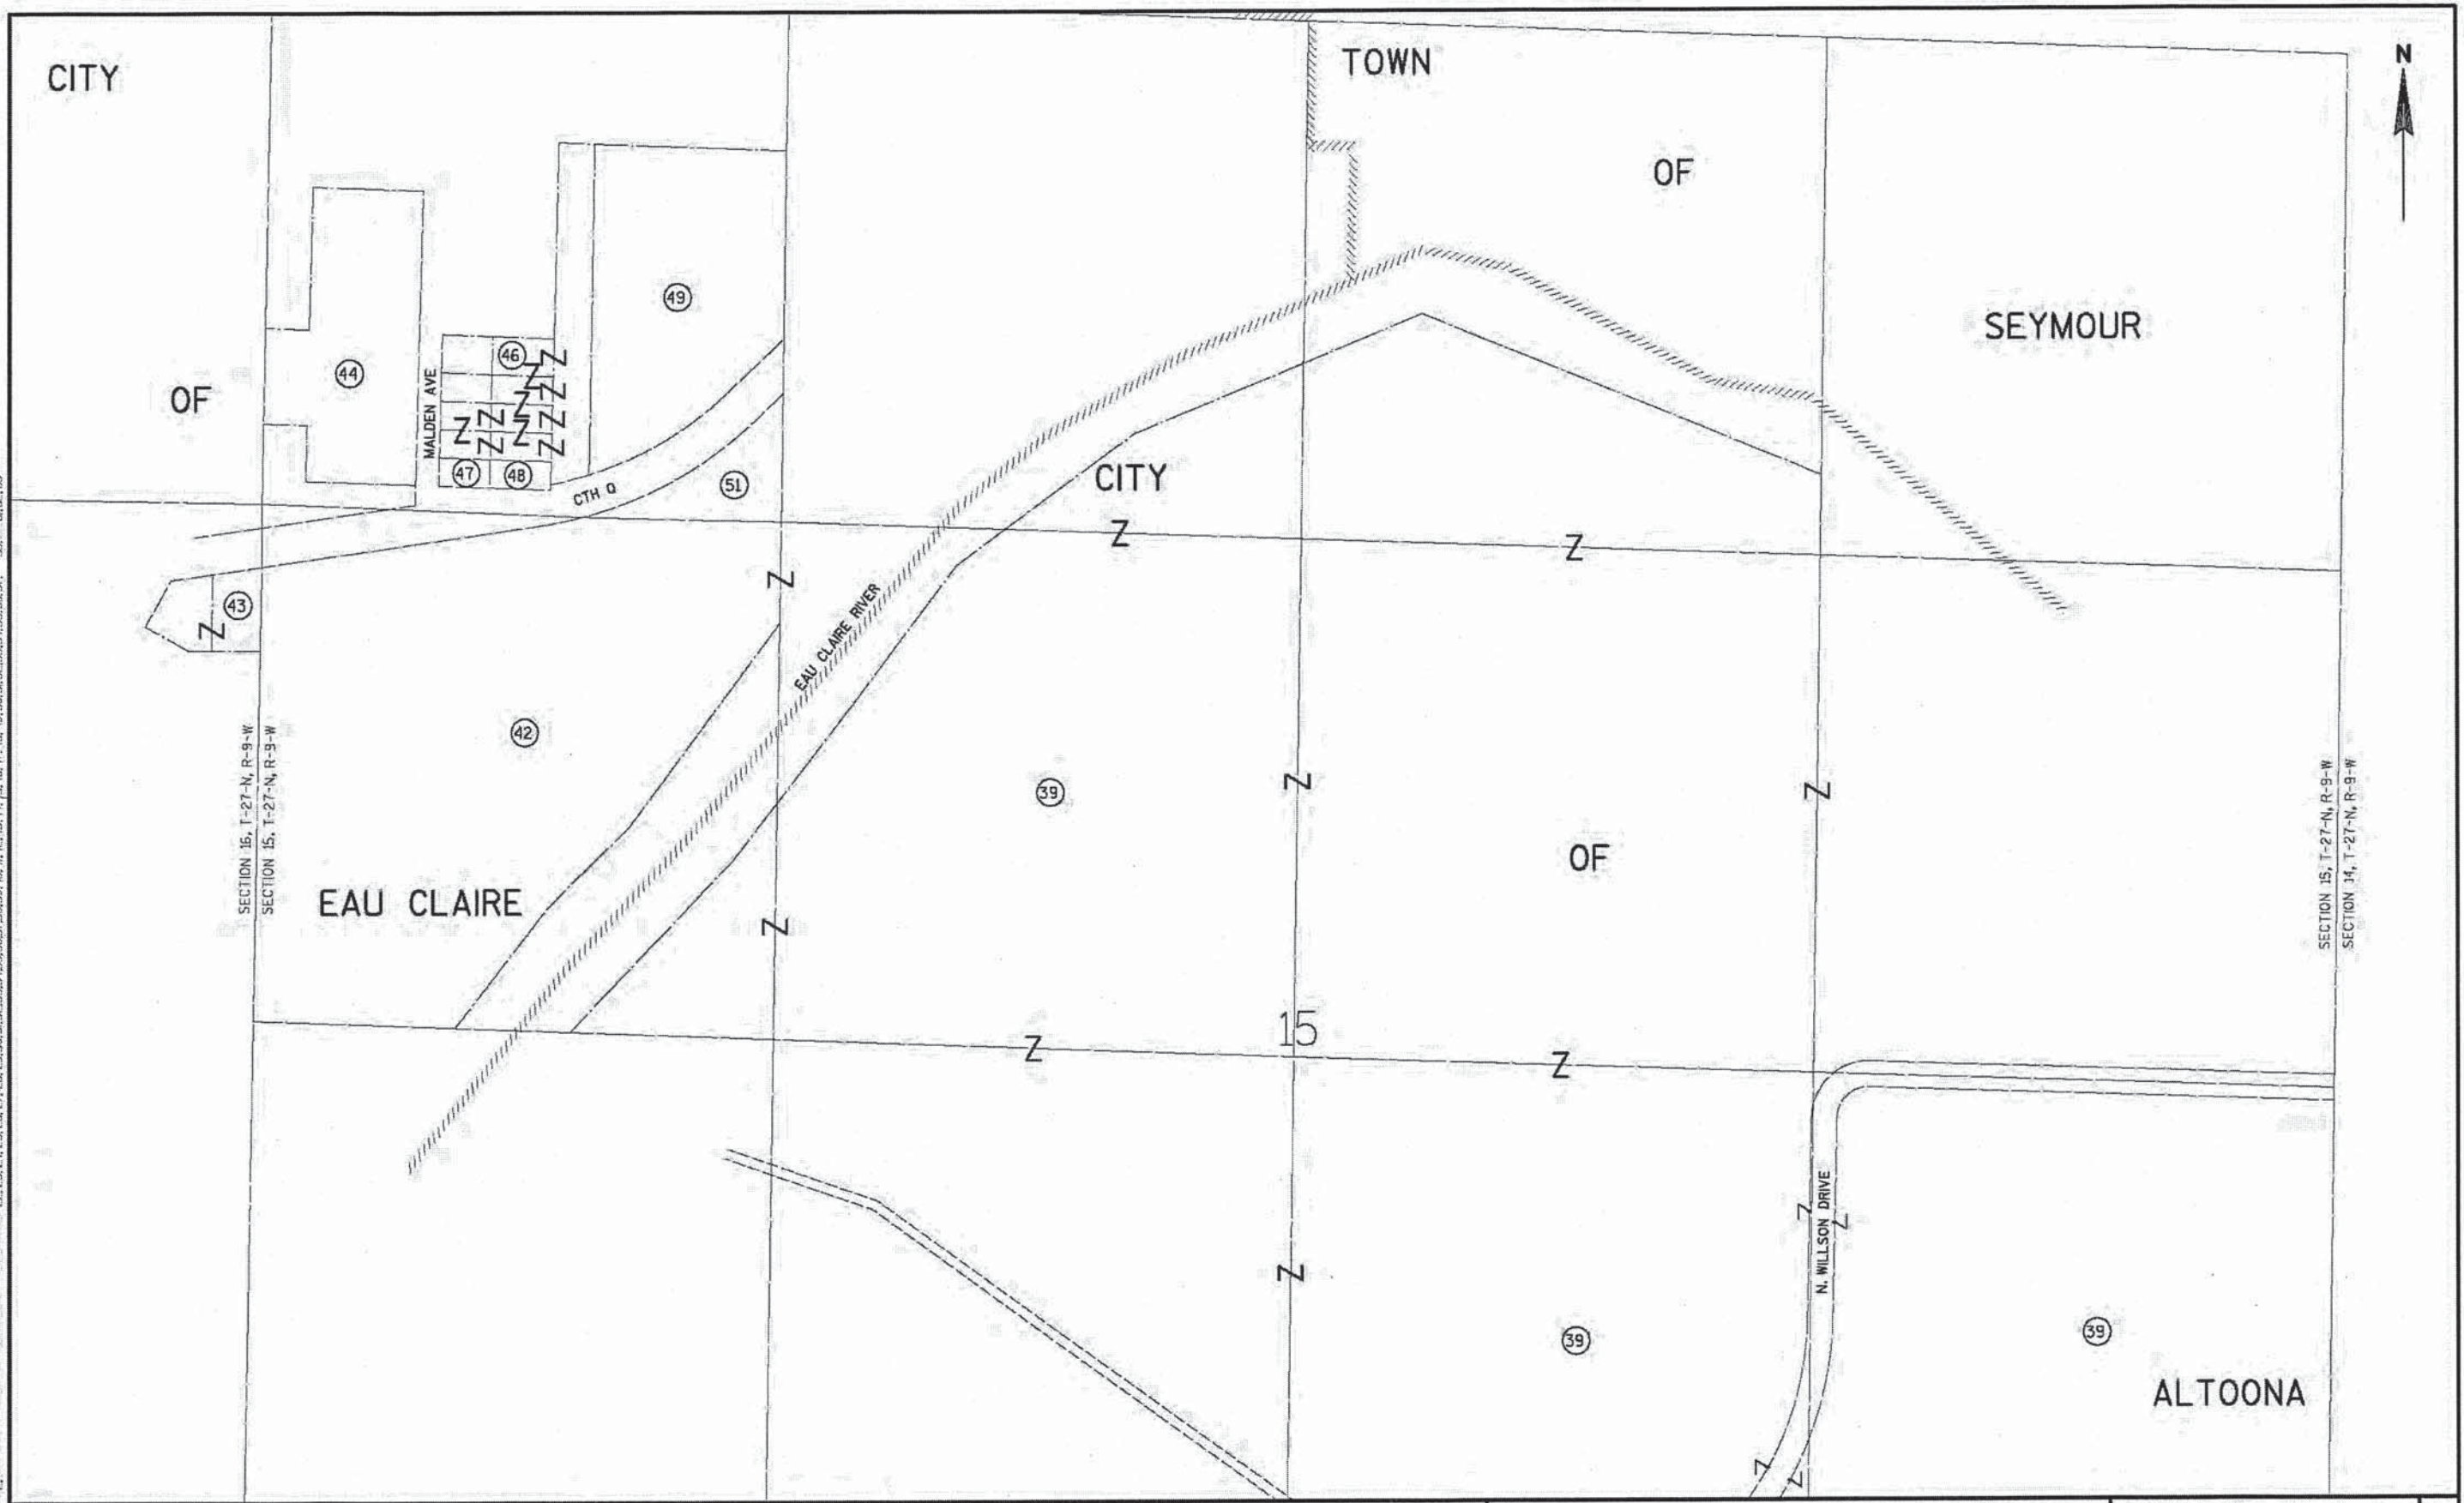 CITY
TOWN
N
OF
SEYMOUR
49
46
44
MALDEN AVE
OF
Z
Z
Z
Z
Z
Z
Z
Z
Z
Z
Z
47
48
CTH Q
51
CITY
Z
Z
Z
43
Z
EAU CLAIRE RIVER
42
39
Z
Z
SECTION 16, T-27-N, R-9-W
SECTION 15, T-27-N, R-9-W
SECTION 15, T-27-N, R-9-W
SECTION 14, T-27-N, R-9-W
OF
EAU CLAIRE
Z
15
Z
Z
N. WILLSON DRIVE
Z
Z
Z
39
39
ALTOONA
Z
Z